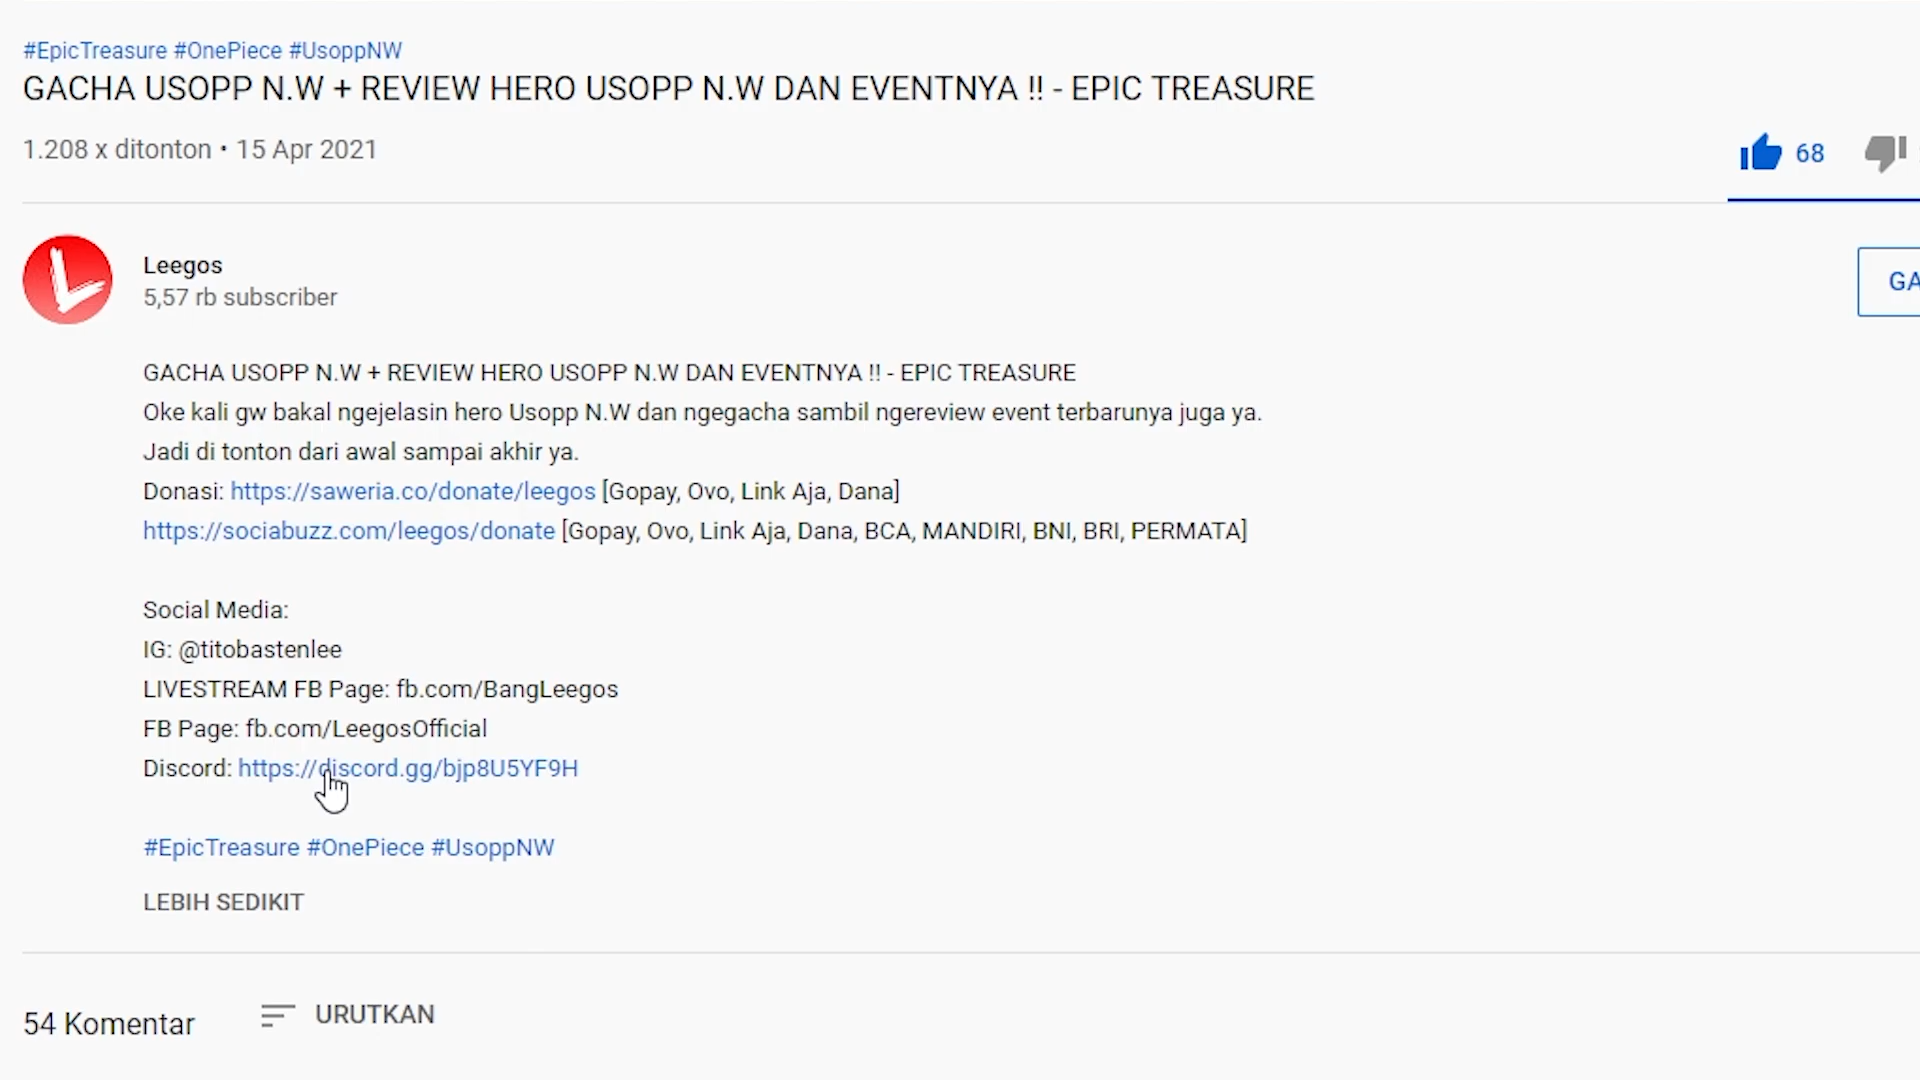 #EpicTreasure #OnePiece #UsoppNW
GACHA USOPP N.W + REVIEW HERO USOPP N.W DAN EVENTNYA !! - EPIC TREASURE
1.208 x ditonton • 15 Apr 2021
68
Leegos
5,57 rb subscriber
GA
GACHA USOPP N.W + REVIEW HERO USOPP N.W DAN EVENTNYA !! - EPIC TREASURE
Oke kali gw bakal ngejelasin hero Usopp N.W dan ngegacha sambil ngereview event terbarunya juga ya.
Jadi di tonton dari awal sampai akhir ya.
Donasi: https://saweria.co/donate/leegos [Gopay, Ovo, Link Aja, Dana]
https://sociabuzz.com/leegos/donate [Gopay, Ovo, Link Aja, Dana, BCA, MANDIRI, BNI, BRI, PERMATA]
Social Media:
IG: @titobastenlee
LIVESTREAM FB Page: fb.com/BangLeegos
FB Page: fb.com/LeegosOfficial
Discord: https://discord.gg/bjp8U5YF9H
#EpicTreasure #OnePiece #UsoppNW
LEBIH SEDIKIT
54 Komentar
URUTKAN